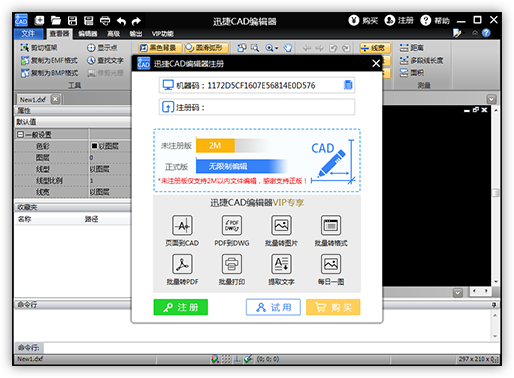 迅捷CAD编辑器
购买
注册
帮助
文件
查看器
编辑器
高级
输出
VIP功能
剪切框架
复制为EMF格式
复制为BMP格式
显示点
查找文字
修剪光栅
黑色背景
圆滑弧形
线宽
距离
多段线长度
面积
工具
测量
New1.dxf
属性
默认值
一般设置
色彩
以图层
图层
0
线型
以图层
线型比例
1
线宽
以图层
收藏夹
名称
路径
迅捷CAD编辑器注册
机器码：1172D5CF1607E56814E0D576
注册码：
未注册版
2M
正式版
无限制编辑
CAD
*未注册版仅支持2M以内文件编辑，感谢支持正版！
迅捷CAD编辑器VIP专享
页面到CAD
PDF到DWG
批量转图片
批量转格式
批量转PDF
批量打印
提取文字
每日一图
注 册
试 用
购 买
命令行
命令行:
New1.dxf
(0; 0; 0)